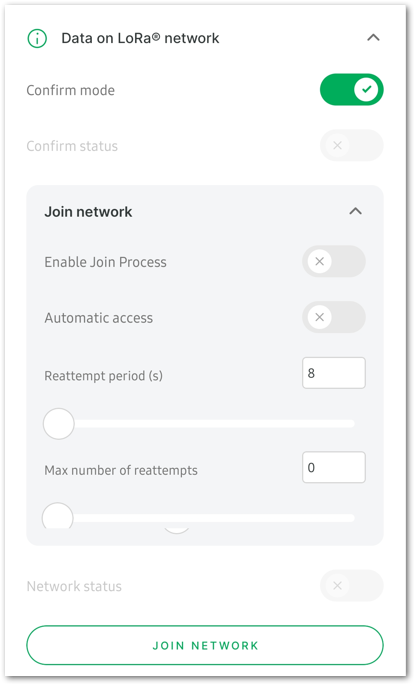 Data on LoRa® network
Confirm mode
Confirm status
Join network
Enable Join Process
Automatic access
Reattempt period (s)
8
Max number of reattempts
0
Network status
JOIN NETWORK